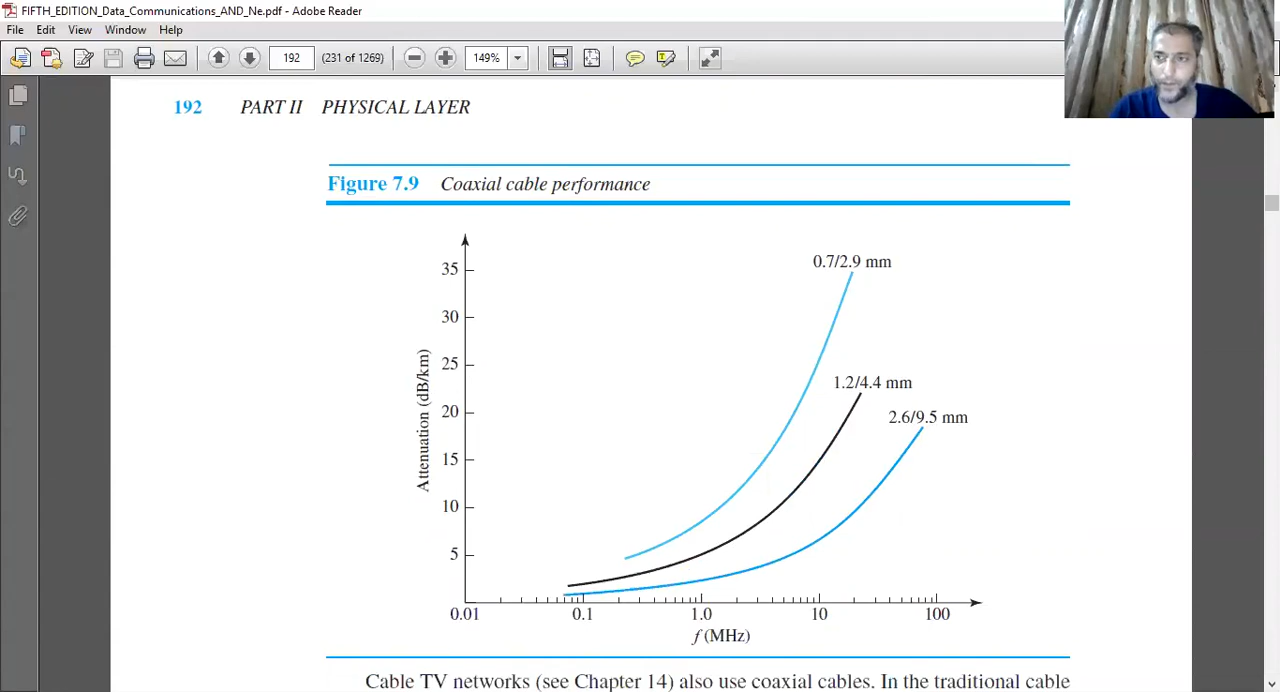 FIFTH_EDITION_Data_Communications_AND_Ne.pdf - Adobe Reader
File Edit View Window Help
192 (231 of 1269) 149%
192 PART II PHYSICAL LAYER
Figure 7.9 Coaxial cable performance
0.7/2.9 mm
1.2/4.4 mm
2.6/9.5 mm
35
30
25
20
15
10
5
Attenuation (dB/km)
0.01 0.1 1.0 10 100
f (MHz)
Cable TV networks (see Chapter 14) also use coaxial cables. In the traditional cable